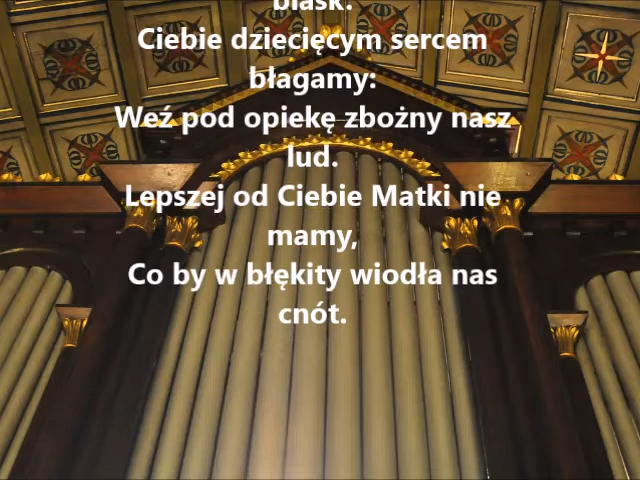 blask.
Ciebie dziecięcym sercem
błagamy:
Weź pod opiekę zbożny nasz
lud.
Lepszej od Ciebie Matki nie
mamy,
Co by w błękity wiodła nas
cnót.